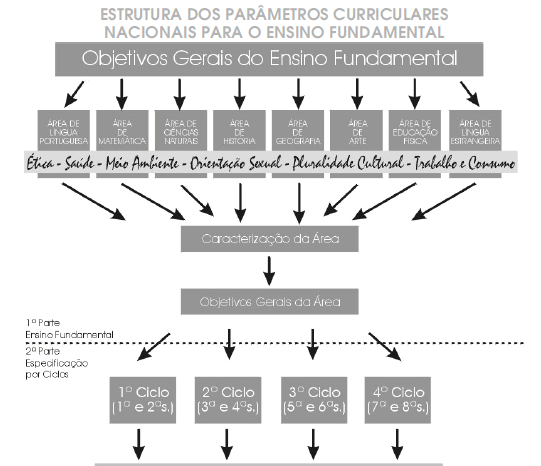 ESTRUTURA DOS PARÂMETROS CURRICULARES
NACIONAIS PARA O ENSINO FUNDAMENTAL
Objetivos Gerais do Ensino Fundamental
ÁREA DE
LÍNGUA
PORTUGUESA
ÁREA
DE
MATEMÁTICA
ÁREA DE
CIÊNCIAS
NATURAIS
ÁREA
DE
HISTÓRIA
ÁREA
DE
GEOGRAFIA
ÁREA
DE
ARTE
ÁREA DE
EDUCAÇÃO
FÍSICA
ÁREA DE
LÍNGUA
ESTRANGEIRA
Ética - Saúde - Meio Ambiente - Orientação Sexual - Pluralidade Cultural - Trabalho e Consumo
Caracterização da Área
Objetivos Gerais da Área
1ª Parte
Ensino Fundamental
2ª Parte
Especificação
por Ciclos
1º Ciclo
(1ª e 2ªs.)
2º Ciclo
(3ª e 4ªs.)
3º Ciclo
(5ª e 6ªs.)
4º Ciclo
(7ª e 8ªs.)